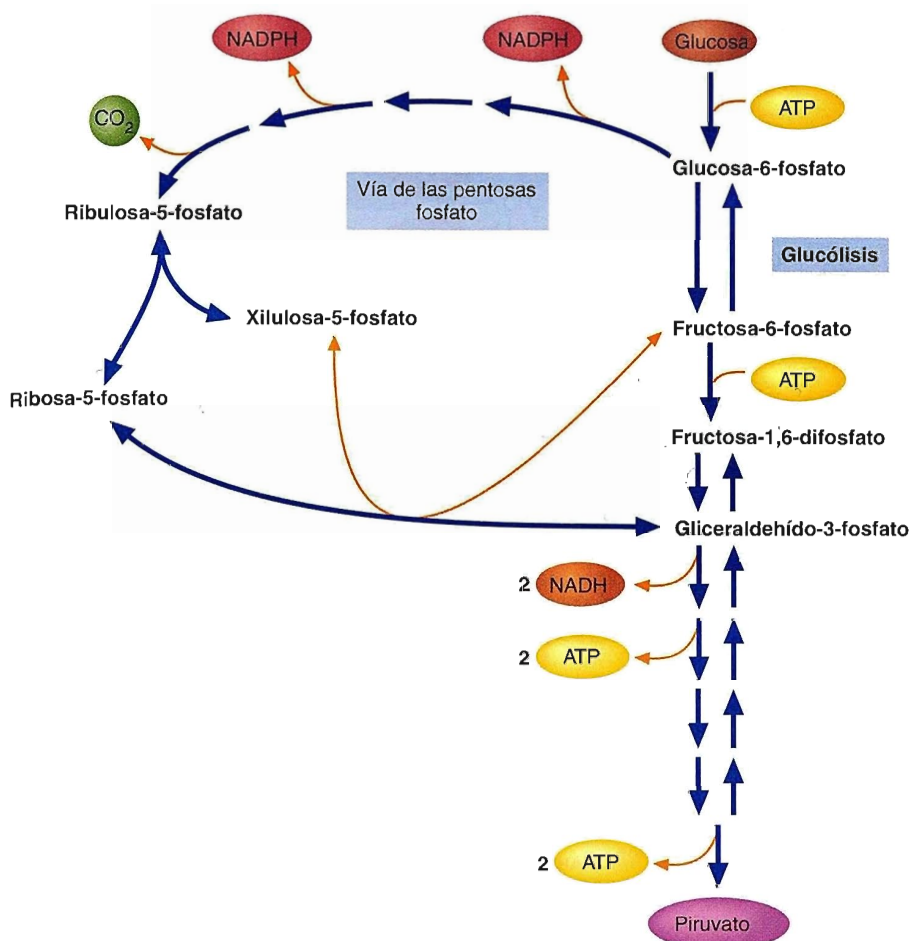 NADPH
NADPH
Glucosa
CO2
ATP
Glucosa-6-fosfato
Vía de las pentosas
fosfato
Ribulosa-5-fosfato
Glucólisis
Xilulosa-5-fosfato
Fructosa-6-fosfato
ATP
Ribosa-5-fosfato
Fructosa-1,6-difosfato
Gliceraldehído-3-fosfato
2 NADH
2 ATP
2 ATP
Piruvato